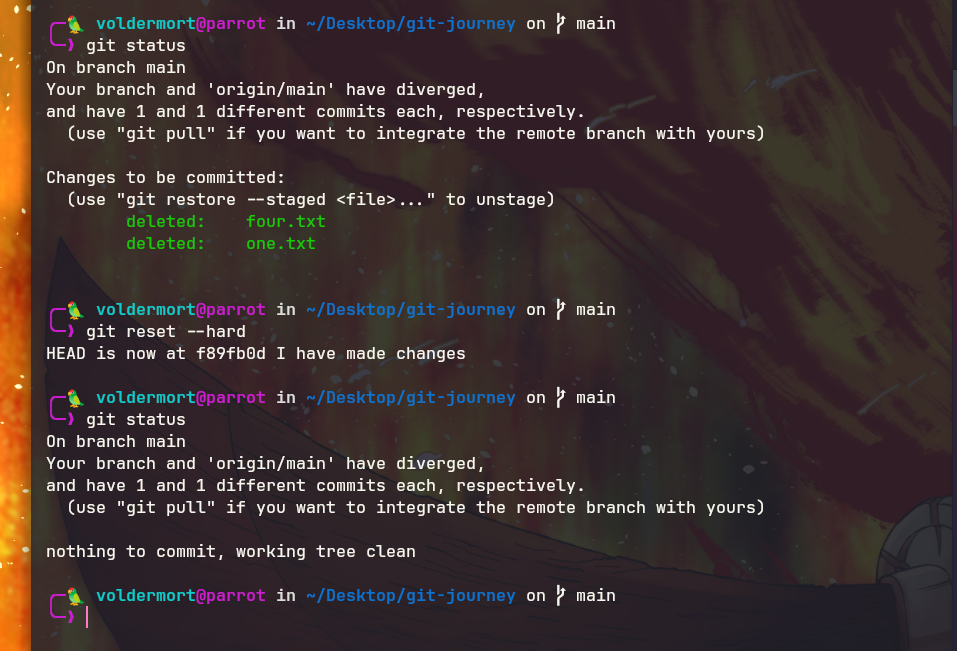 voldermort@parrot in ~/Desktop/git-journey on main
git status
On branch main
Your branch and 'origin/main' have diverged,
and have 1 and 1 different commits each, respectively.
  (use "git pull" if you want to integrate the remote branch with yours)
Changes to be committed:
  (use "git restore --staged <file>..." to unstage)
        deleted:    four.txt
        deleted:    one.txt
voldermort@parrot in ~/Desktop/git-journey on main
git reset --hard
HEAD is now at f89fb0d I have made changes
voldermort@parrot in ~/Desktop/git-journey on main
git status
On branch main
Your branch and 'origin/main' have diverged,
and have 1 and 1 different commits each, respectively.
  (use "git pull" if you want to integrate the remote branch with yours)
nothing to commit, working tree clean
voldermort@parrot in ~/Desktop/git-journey on main